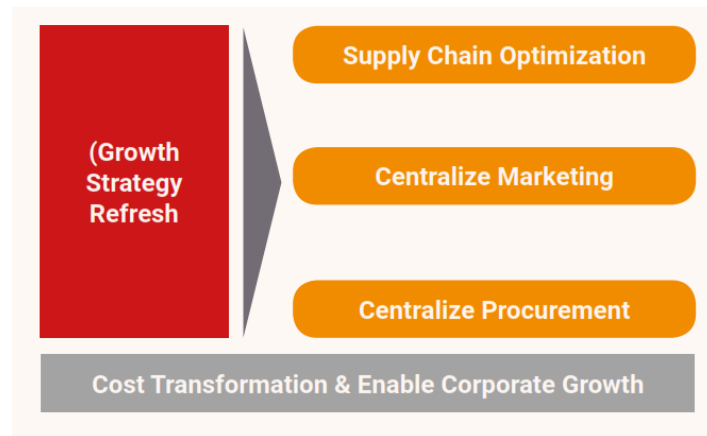 (Growth
Strategy
Refresh
Supply Chain Optimization
Centralize Marketing
Centralize Procurement
Cost Transformation & Enable Corporate Growth